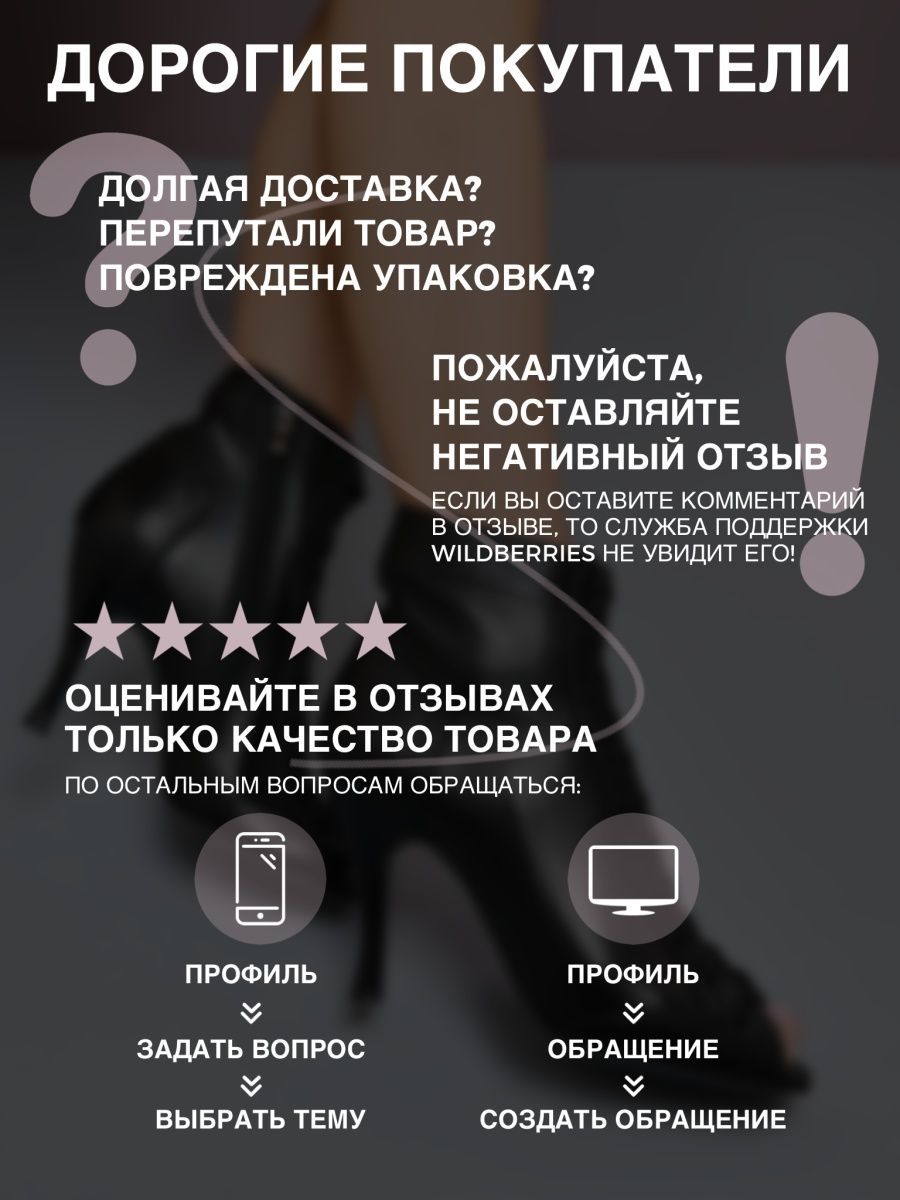 ДОРОГИЕ ПОКУПАТЕЛИ
ДОЛГАЯ ДОСТАВКА?
ПЕРЕПУТАЛИ ТОВАР?
ПОВРЕЖДЕНА УПАКОВКА?
ПОЖАЛУЙСТА,
НЕ ОСТАВЛЯЙТЕ
НЕГАТИВНЫЙ ОТЗЫВ
ЕСЛИ ВЫ ОСТАВИТЕ КОММЕНТАРИЙ
В ОТЗЫВЕ, ТО СЛУЖБА ПОДДЕРЖКИ
WILDBERRIES НЕ УВИДИТ ЕГО!
ОЦЕНИВАЙТЕ В ОТЗЫВАХ
ТОЛЬКО КАЧЕСТВО ТОВАРА
ПО ОСТАЛЬНЫМ ВОПРОСАМ ОБРАЩАТЬСЯ:
ПРОФИЛЬ
ЗАДАТЬ ВОПРОС
ВЫБРАТЬ ТЕМУ
ПРОФИЛЬ
ОБРАЩЕНИЕ
СОЗДАТЬ ОБРАЩЕНИЕ